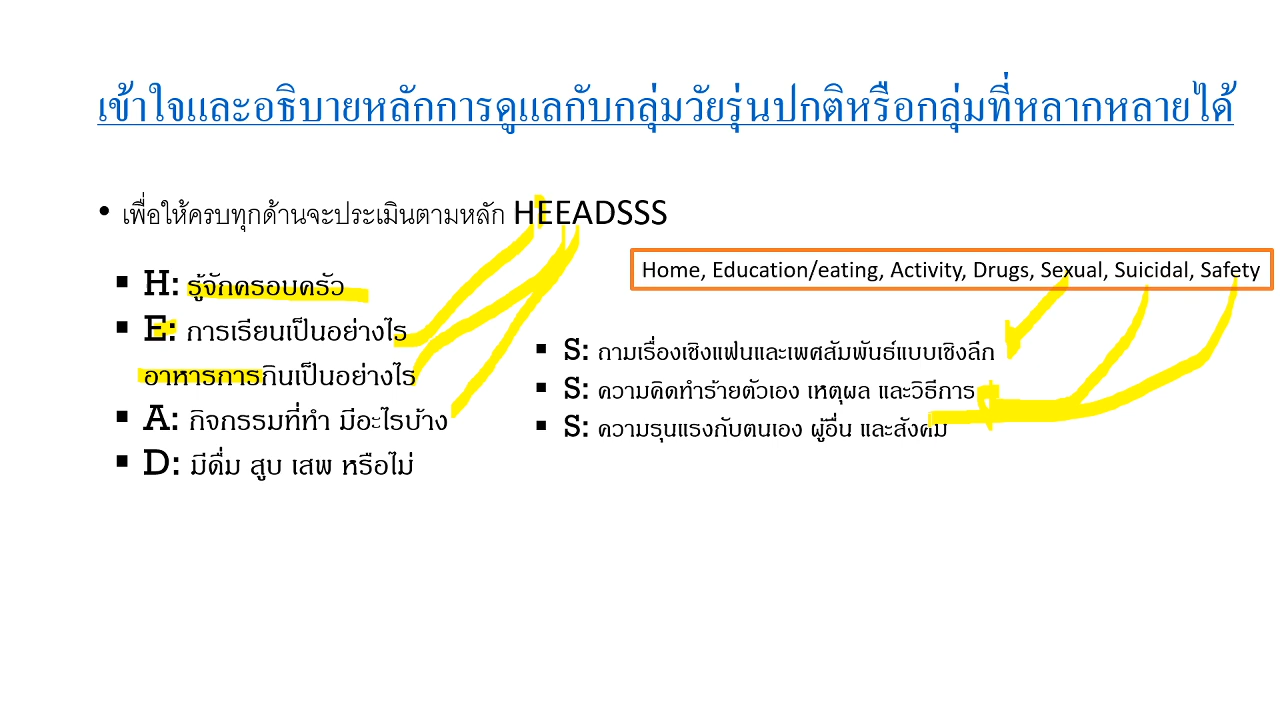 เข้าใจและอธิบายหลักการดูแลกับกลุ่มวัยรุ่นปกติหรือกลุ่มที่หลากหลายได้
• เพื่อให้ครบทุกด้านจะประเมินตามหลัก HEEADSSS
Home, Education/eating, Activity, Drugs, Sexual, Suicidal, Safety
▪ H: รู้จักครอบครัว
▪ E: การเรียนเป็นอย่างไร
อาหารการกินเป็นอย่างไร
▪ A: กิจกรรมที่ทำ มีอะไรบ้าง
▪ D: มีดื่ม สูบ เสพ หรือไม่
▪ S: ถามเรื่องเชิงแฟนและเพศสัมพันธ์แบบเชิงลึก
▪ S: ความคิดทำร้ายตัวเอง เหตุผล และวิธีการ
▪ S: ความรุนแรงกับตนเอง ผู้อื่น และสังคม